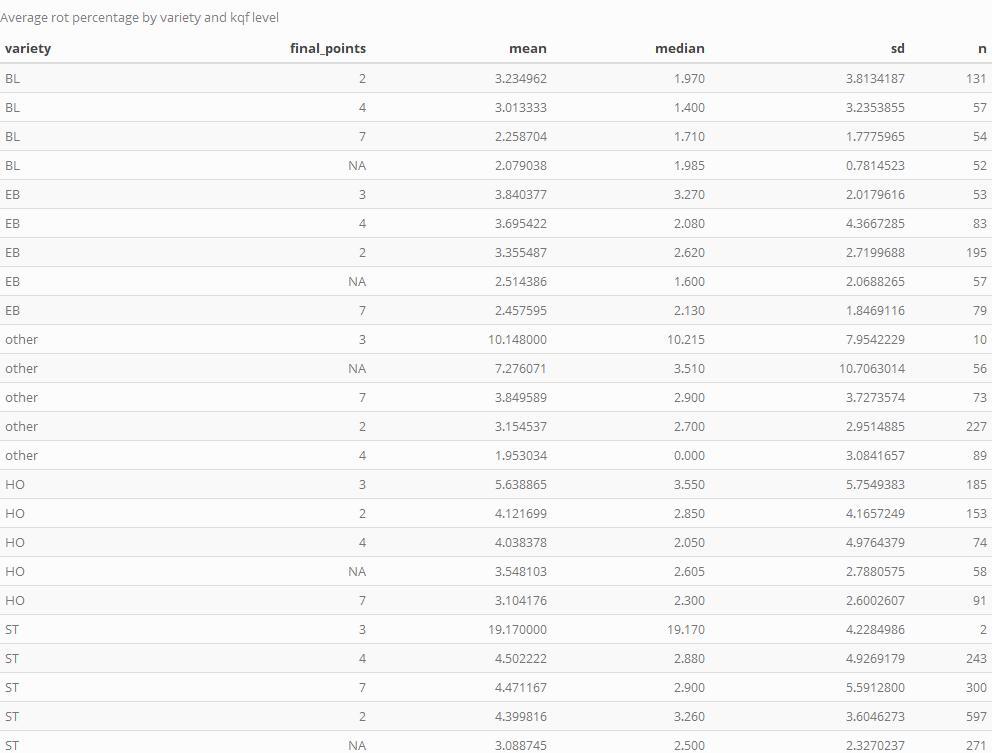 Average rot percentage by variety and kqf level
variety final_points mean median sd n
BL 2 3.234962 1.970 3.8134187 131
BL 4 3.013333 1.400 3.2353855 57
BL 7 2.258704 1.710 1.7775965 54
BL NA 2.079038 1.985 0.7814523 52
EB 3 3.840377 3.270 2.0179616 53
EB 4 3.695422 2.080 4.3667285 83
EB 2 3.355487 2.620 2.7199688 195
EB NA 2.514386 1.600 2.0688265 57
EB 7 2.457595 2.130 1.8469116 79
other 3 10.148000 10.215 7.9542229 10
other NA 7.276071 3.510 10.7063014 56
other 7 3.849589 2.900 3.7273574 73
other 2 3.154537 2.700 2.9514885 227
other 4 1.953034 0.000 3.0841657 89
HO 3 5.638865 3.550 5.7549383 185
HO 2 4.121699 2.850 4.1657249 153
HO 4 4.038378 2.050 4.9764379 74
HO NA 3.548103 2.605 2.7880575 58
HO 7 3.104176 2.300 2.6002607 91
ST 3 19.170000 19.170 4.2284986 2
ST 4 4.502222 2.880 4.9269179 243
ST 7 4.471167 2.900 5.5912800 300
ST 2 4.399816 3.260 3.6046273 597
ST NA 3.088745 2.500 2.3270237 271